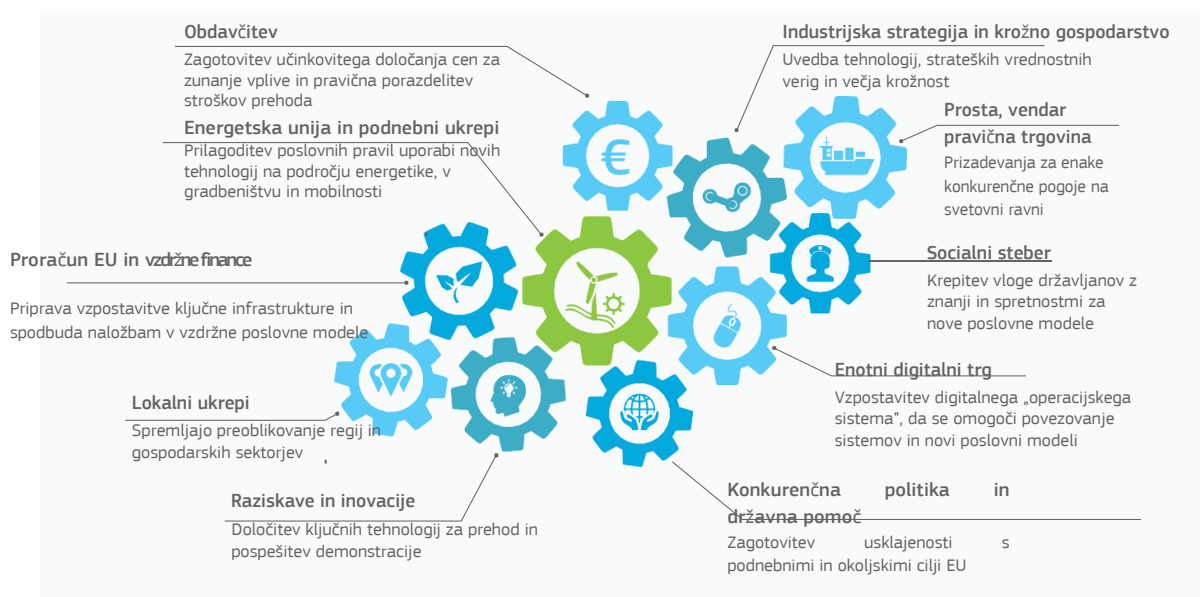 Obdavčitev
Zagotovitev učinkovitega določanja cen za
zunanje vplive in pravična porazdelitev
stroškov prehoda
Energetska unija in podnebni ukrepi
Prilagoditev poslovnih pravil uporabi novih
tehnologij na področju energetike, v
gradbeništvu in mobilnosti
Proračun EU in vzdržne finance
Priprava vzpostavitve ključne infrastrukture in
spodbuda naložbam v vzdržne poslovne modele
Lokalni ukrepi
Spremljajo preoblikovanje regij in
gospodarskih sektorjev
Raziskave in inovacije
Določitev ključnih tehnologij za prehod in
pospešitev demonstracije
Industrijska strategija in krožno gospodarstvo
Uvedba tehnologij, strateških vrednostnih
verig in večja krožnost
Prosta, vendar
pravična trgovina
Prizadevanja za enake
konkurenčne pogoje na
svetovni ravni
Socialni steber
Krepitev vloge državljanov z
znanji in spretnostmi za
nove poslovne modele
Enotni digitalni trg
Vzpostavitev digitalnega „operacijskega
sistema”, da se omogoči povezovanje
sistemov in novi poslovni modeli
Konkurenčna politika in
državna pomoč
Zagotovitev usklajenosti s
podnebnimi in okoljskimi cilji EU
€